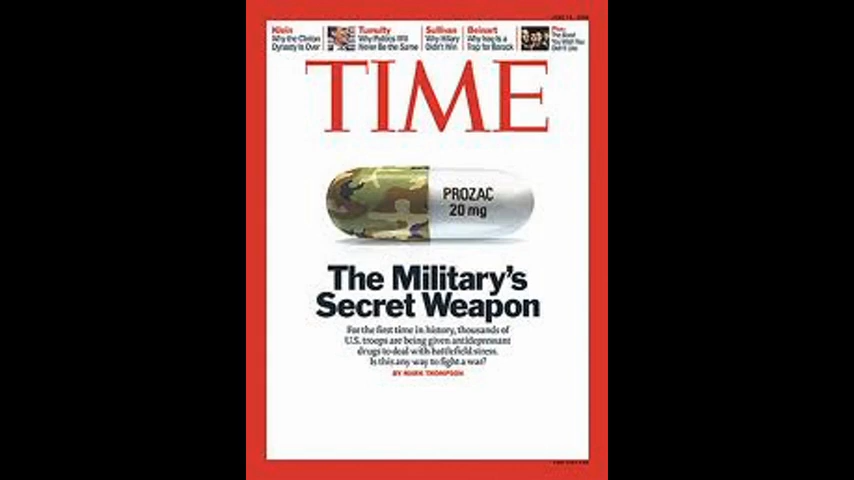 Klein
Why the Clinton
Dynasty Is Over
Tumulty
Why Politics Will
Never Be the Same
Sullivan
Why Hillary
Didn't Win
Beinart
Why Iraq Is a
Trap for Barack
Plus:
TIME
PROZAC
20 mg
The Military's
Secret Weapon
For the first time in history, thousands of
U.S. troops are being given antidepressant
drugs to deal with battlefield stress.
Is this any way to fight a war?
BY MARK THOMPSON